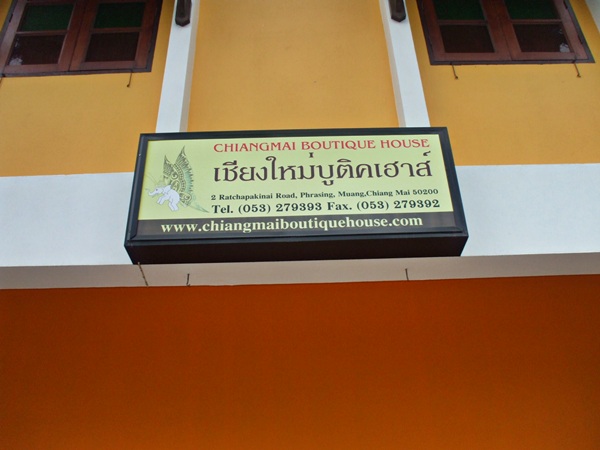 CHIANGMAI BOUTIQUE HOUSE
เชียงใหม่บูติคเฮาส์
2 Ratchapakinai Road, Phrasing, Muang,Chiang Mai 50200
Tel. (053) 279393 Fax. (053) 279392
www.chiangmaiboutiquehouse.com